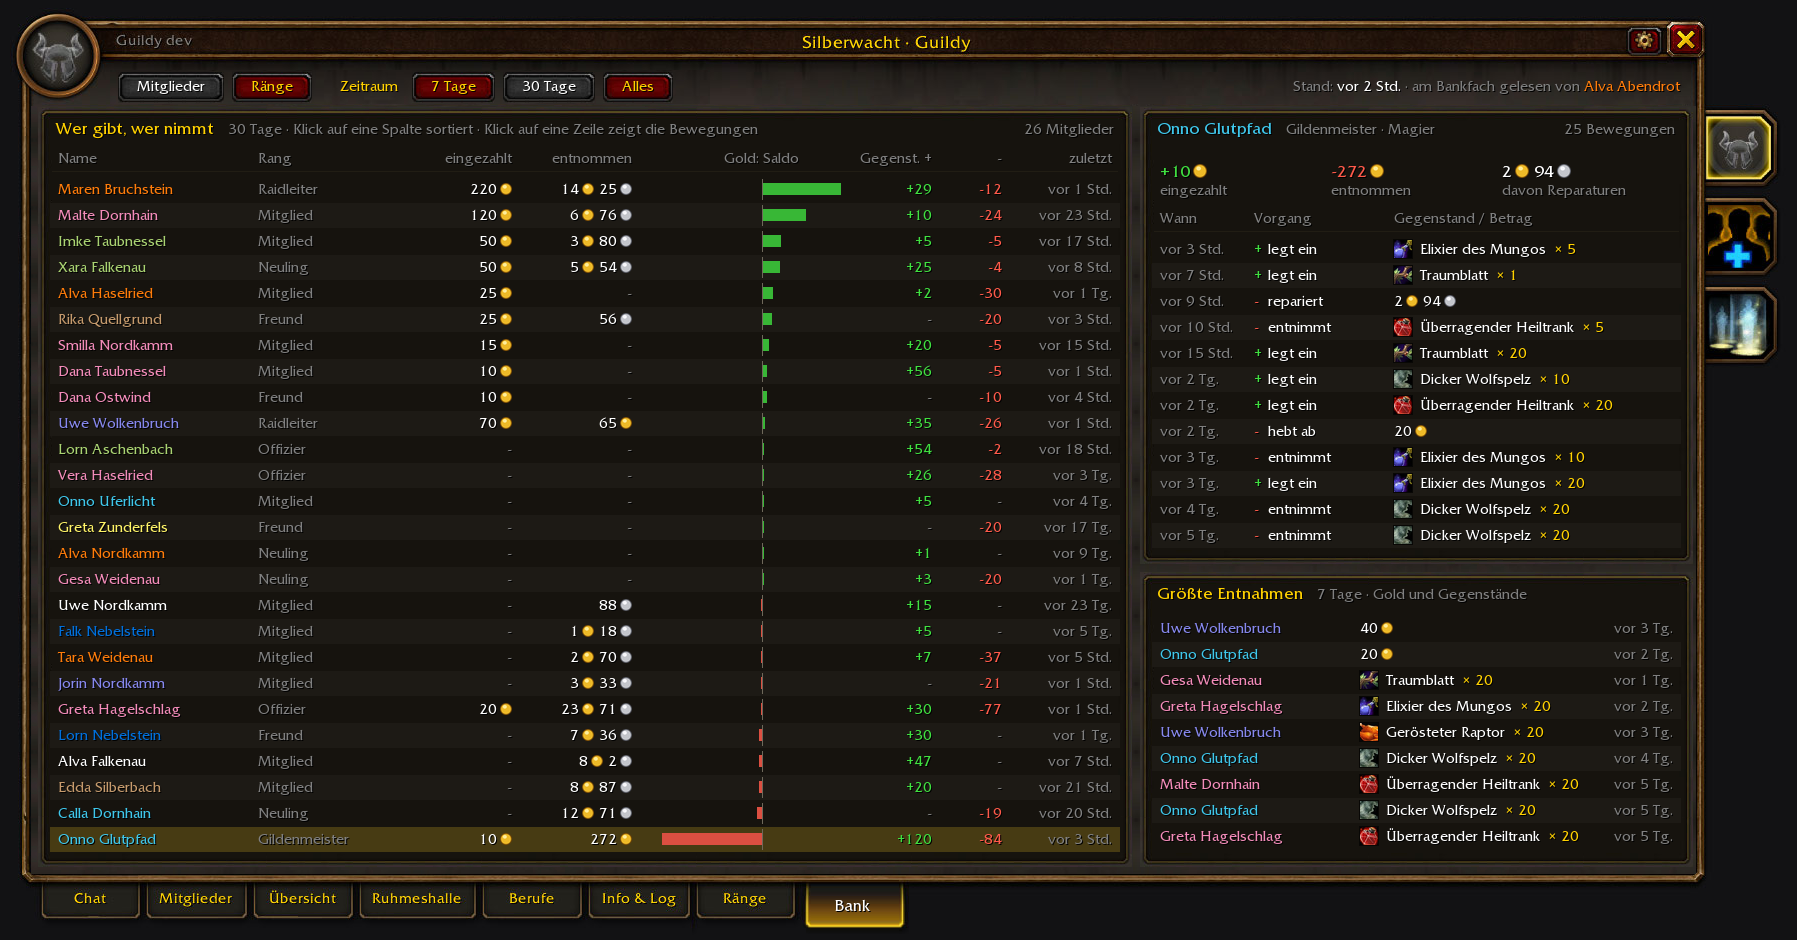 Guildy dev
Silberwacht · Guildy
Mitglieder Ränge Zeitraum 7 Tage 30 Tage Alles
Stand: vor 2 Std. · am Bankfach gelesen von Alva Abendrot
Wer gibt, wer nimmt 30 Tage · Klick auf eine Spalte sortiert · Klick auf eine Zeile zeigt die Bewegungen 26 Mitglieder
Name Rang eingezahlt entnommen Gold: Saldo Gegenst. + - zuletzt
Maren Bruchstein Raidleiter 220 14 25 +29 -12 vor 1 Std.
Malte Dornhain Mitglied 120 6 76 +10 -24 vor 23 Std.
Imke Taubnessel Mitglied 50 3 80 +5 -5 vor 17 Std.
Xara Falkenau Neuling 50 5 54 +25 -4 vor 8 Std.
Alva Haselried Mitglied 25 - +2 -30 vor 1 Tg.
Rika Quellgrund Freund 25 56 - -20 vor 3 Std.
Smilla Nordkamm Mitglied 15 - +20 -5 vor 15 Std.
Dana Taubnessel Mitglied 10 - +56 -5 vor 1 Std.
Dana Ostwind Freund 10 - - -10 vor 4 Std.
Uwe Wolkenbruch Raidleiter 70 65 +35 -26 vor 1 Std.
Lorn Aschenbach Offizier - - +54 -2 vor 18 Std.
Vera Haselried Offizier - - +26 -28 vor 3 Tg.
Onno Uferlicht Mitglied - - +5 - vor 4 Tg.
Greta Zunderfels Freund - - - -20 vor 17 Tg.
Alva Nordkamm Neuling - - +1 - vor 9 Tg.
Gesa Weidenau Neuling - - +3 -20 vor 1 Tg.
Uwe Nordkamm Mitglied - 88 +15 - vor 23 Tg.
Falk Nebelstein Mitglied - 1 18 +5 - vor 5 Tg.
Tara Weidenau Mitglied - 2 70 +7 -37 vor 5 Std.
Jorin Nordkamm Mitglied - 3 33 - -21 vor 1 Std.
Greta Hagelschlag Offizier 20 23 71 +30 -77 vor 1 Std.
Lorn Nebelstein Freund - 7 36 +30 - vor 1 Tg.
Alva Falkenau Mitglied - 8 2 +47 - vor 7 Std.
Edda Silberbach Mitglied - 8 87 +20 - vor 21 Std.
Calla Dornhain Neuling - 12 71 - -19 vor 20 Std.
Onno Glutpfad Gildenmeister 10 272 +120 -84 vor 3 Std.
Onno Glutpfad Gildenmeister · Magier 25 Bewegungen
+10 -272 2 94
eingezahlt entnommen davon Reparaturen
Wann Vorgang Gegenstand / Betrag
vor 3 Std. + legt ein Elixier des Mungos × 5
vor 7 Std. + legt ein Traumblatt × 1
vor 9 Std. - repariert 2 94
vor 10 Std. - entnimmt Überragender Heiltrank × 5
vor 15 Std. + legt ein Traumblatt × 20
vor 2 Tg. + legt ein Dicker Wolfspelz × 10
vor 2 Tg. + legt ein Überragender Heiltrank × 20
vor 2 Tg. - hebt ab 20
vor 3 Tg. - entnimmt Elixier des Mungos × 10
vor 3 Tg. + legt ein Elixier des Mungos × 20
vor 4 Tg. - entnimmt Dicker Wolfspelz × 20
vor 5 Tg. - entnimmt Dicker Wolfspelz × 20
Größte Entnahmen 7 Tage · Gold und Gegenstände
Uwe Wolkenbruch 40 vor 3 Tg.
Onno Glutpfad 20 vor 2 Tg.
Gesa Weidenau Traumblatt × 20 vor 1 Tg.
Greta Hagelschlag Elixier des Mungos × 20 vor 2 Tg.
Uwe Wolkenbruch Gerösteter Raptor × 20 vor 3 Tg.
Onno Glutpfad Dicker Wolfspelz × 20 vor 4 Tg.
Malte Dornhain Überragender Heiltrank × 20 vor 5 Tg.
Onno Glutpfad Dicker Wolfspelz × 20 vor 5 Tg.
Greta Hagelschlag Überragender Heiltrank × 20 vor 5 Tg.
Chat Mitglieder Übersicht Ruhmeshalle Berufe Info & Log Ränge Bank